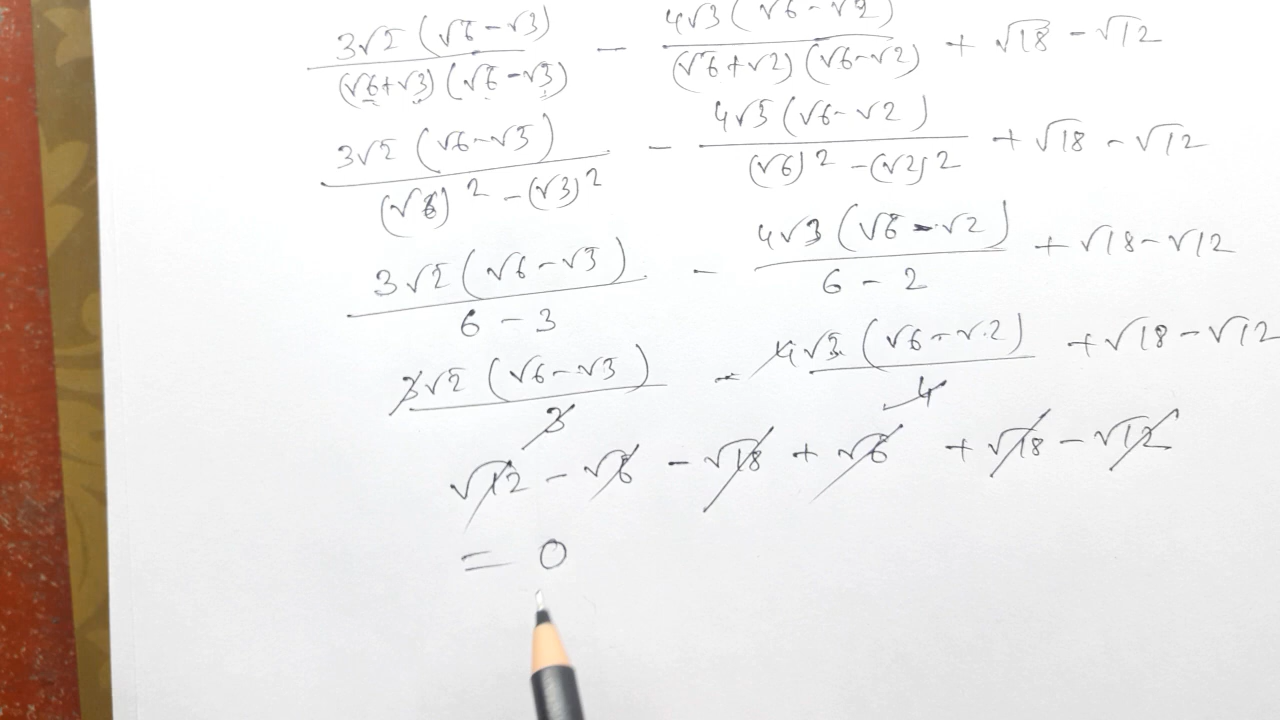 3√2 (√6 - √3) / (√6+√3) (√6-√3) - 4√3 (√6 - √2) / (√6+√2) (√6-√2) + √18 - √12
3√2 (√6-√3) / (√6)² - (√3)² - 4√3 (√6-√2) / (√6)² - (√2)² + √18 - √12
3√2 (√6-√3) / 6 - 3 - 4√3 (√6-√2) / 6 - 2 + √18-√12
3√2 (√6-√3) / 3 - 4√3 (√6-√2) / 4 + √18-√12
√12 - √6 - √18 + √6 + √18 - √12
= 0